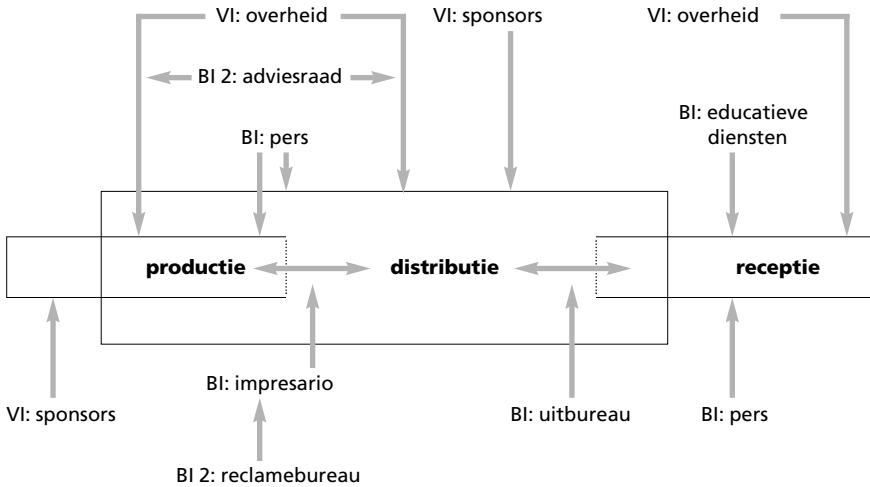 VI: overheid VI: sponsors VI: overheid
BI 2: adviesraad
BI: pers BI: educatieve
diensten
productie distributie receptie
BI: impresario
VI: sponsors BI: uitbureau BI: pers
BI 2: reclamebureau